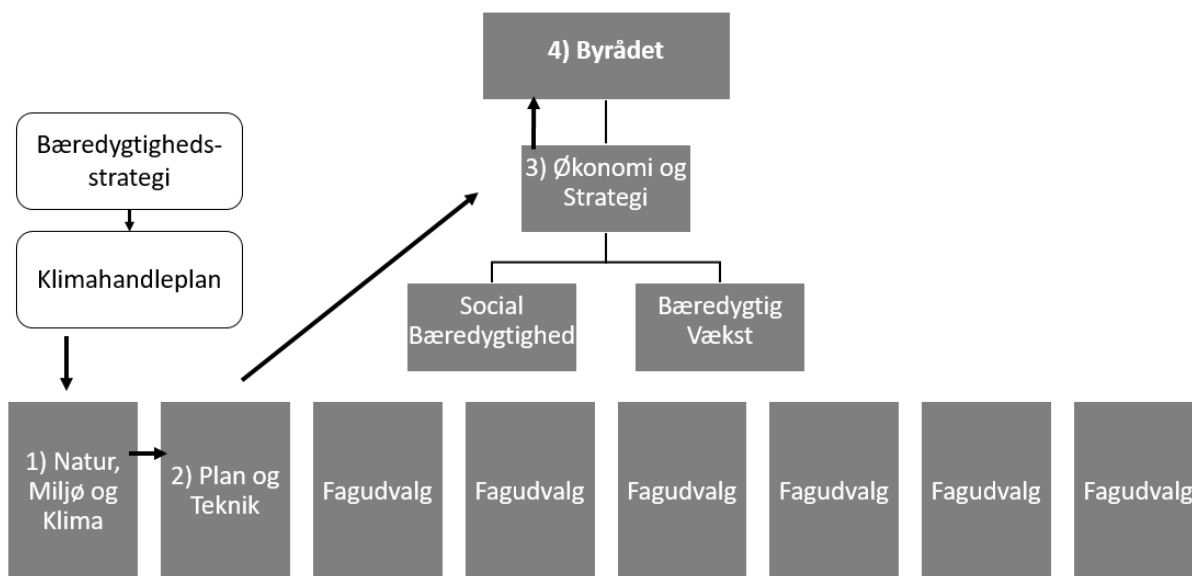 4) Byrådet
Bæredygtigheds-
strategi
3) Økonomi og
Strategi
Klimahandleplan
Social
Bæredygtighed
Bæredygtig
Vækst
1) Natur,
Miljø og
Klima
2) Plan og
Teknik
Fagudvalg
Fagudvalg
Fagudvalg
Fagudvalg
Fagudvalg
Fagudvalg